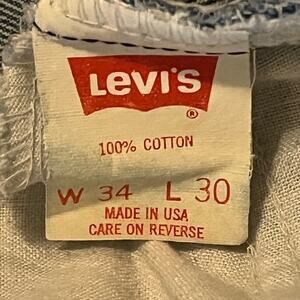 LEVI'S ®
100% COTTON
W 34 L 30
MADE IN USA
CARE ON REVERSE